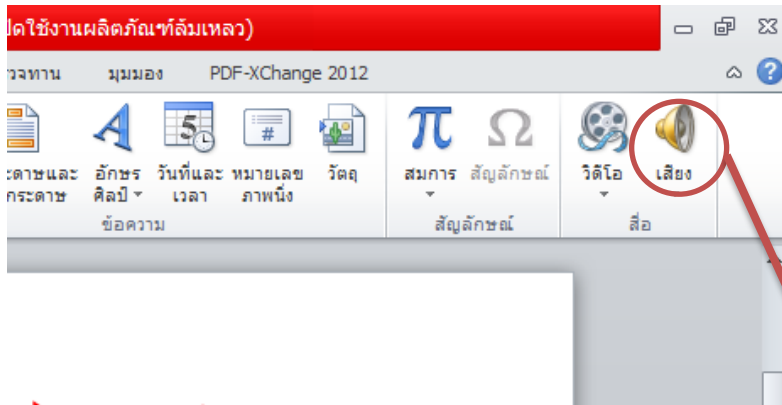 ปิดใช้งานผลิตภัณฑ์ล้มเหลว)
มุมมอง PDF-XChange 2012
อักษรศิลป์
วันที่และเวลา
หมายเลขภาพนิ่ง
วัตถุ
สมการ
สัญลักษณ์
วิดีโอ
เสียง
ข้อความ
สัญลักษณ์
สื่อ